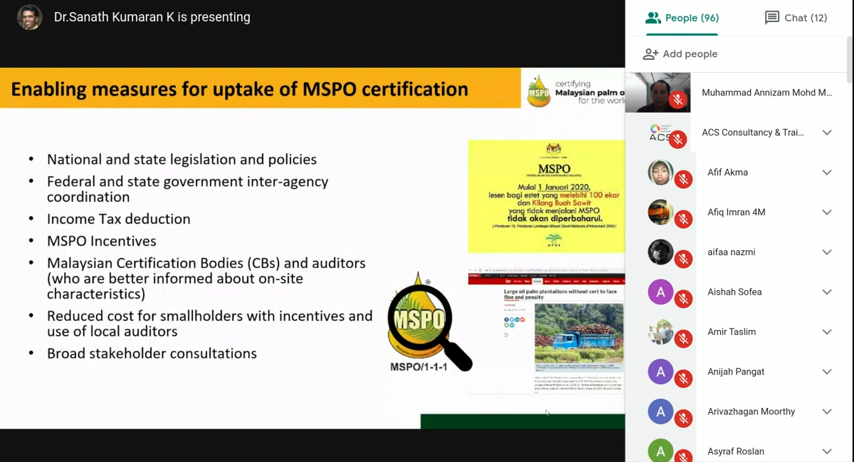 Dr.Sanath Kumaran K is presenting
People (96)
Chat (12)
Add people
Muhammad Annizam Mohd M...
ACS Consultancy & Trai...
Afif Akma
Afiq Imran 4M
aifaa nazmi
Aishah Sofea
Amir Taslim
Anijah Pangat
Arivazhagan Moorthy
Asyraf Roslan
Enabling measures for uptake of MSPO certification
MSPO
certifying
Malaysian palm o
for the worl
• National and state legislation and policies
• Federal and state government inter-agency
coordination
• Income Tax deduction
• MSPO Incentives
• Malaysian Certification Bodies (CBs) and auditors
(who are better informed about on-site
characteristics)
• Reduced cost for smallholders with incentives and
use of local auditors
• Broad stakeholder consultations
MSPO
Mulai 1 Januari 2020,
lesen bagi estet yang melebihi 100 ekar
dan Kilang Buah Sawit
yang tidak menjalani MSPO
tidak akan diperbaharui.
Large oil palm plantations without cert to face
fine and penalty
MSPO
MSPO/1-1-1
ACS
A
A
A
A